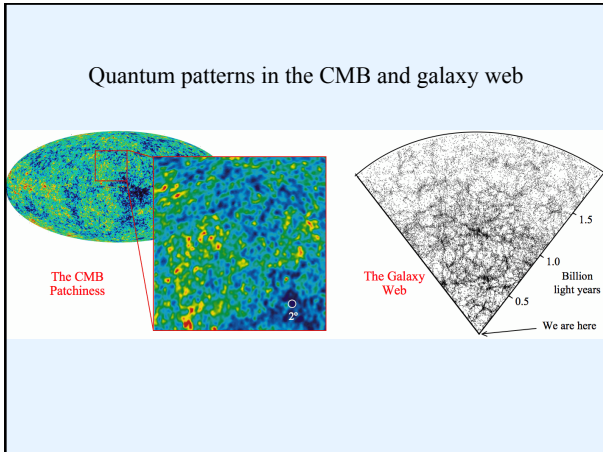 Quantum patterns in the CMB and galaxy web
The CMB
Patchiness
2°
The Galaxy
Web
1.5
1.0
0.5
Billion
light years
We are here